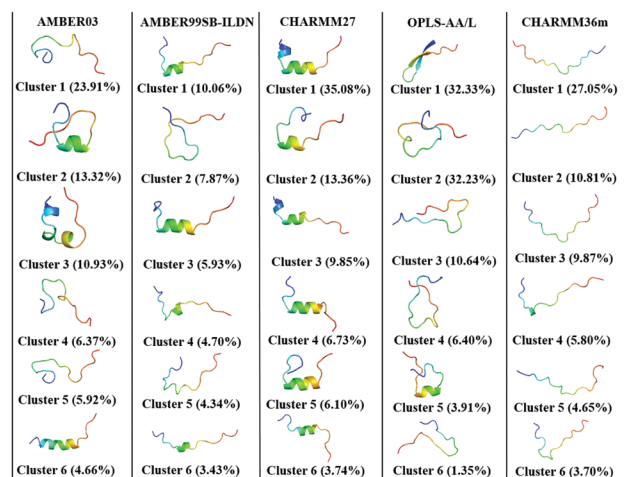 AMBER03 AMBER99SB-ILDN CHARMM27 OPLS-AA/L CHARMM36m
Cluster 1 (23.91%) Cluster 1 (10.06%) Cluster 1 (35.08%) Cluster 1 (32.33%) Cluster 1 (27.05%)
Cluster 2 (13.32%) Cluster 2 (7.87%) Cluster 2 (13.36%) Cluster 2 (32.23%) Cluster 2 (10.81%)
Cluster 3 (10.93%) Cluster 3 (5.93%) Cluster 3 (9.85%) Cluster 3 (10.64%) Cluster 3 (9.87%)
Cluster 4 (6.37%) Cluster 4 (4.70%) Cluster 4 (6.73%) Cluster 4 (6.40%) Cluster 4 (5.80%)
Cluster 5 (5.92%) Cluster 5 (4.34%) Cluster 5 (6.10%) Cluster 5 (3.91%) Cluster 5 (4.65%)
Cluster 6 (4.66%) Cluster 6 (3.43%) Cluster 6 (3.74%) Cluster 6 (1.35%) Cluster 6 (3.70%)